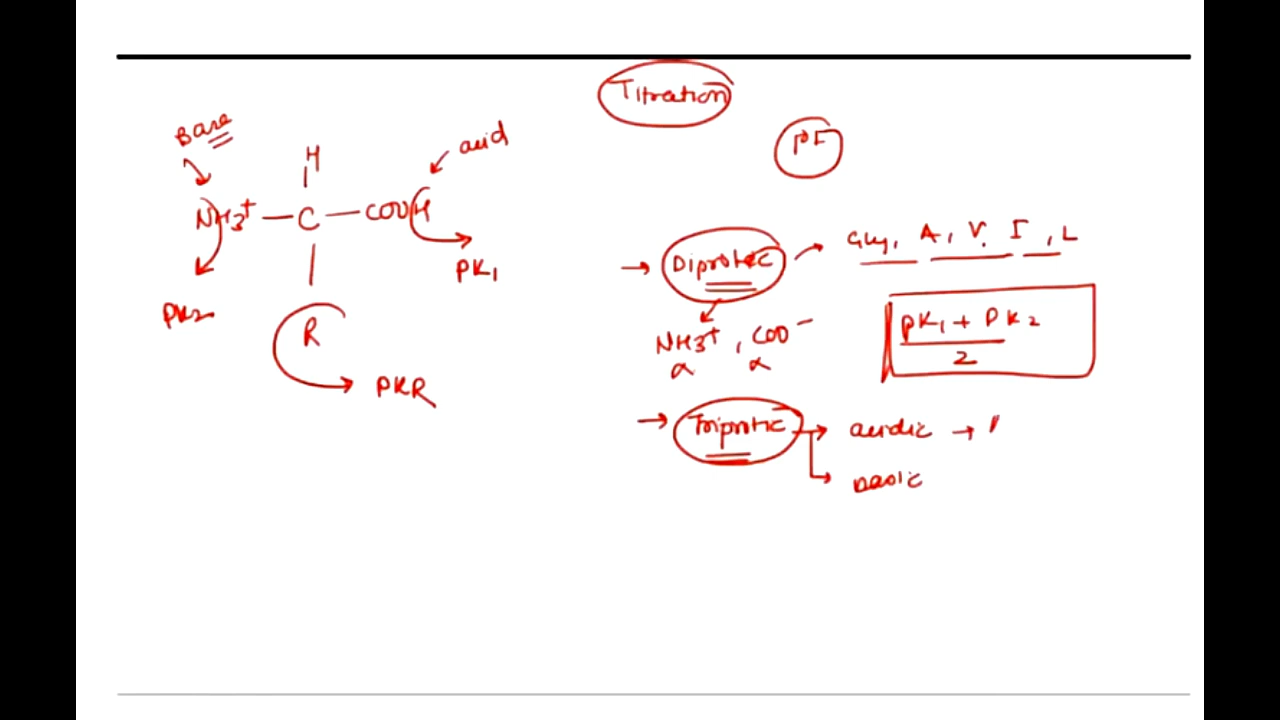 Titration
PI
Base
acid
H
NH3+ — C — COOH
PK1
PK2
R
PKR
→ Diprotic → Gly, A, V, I, L
NH3+, COO-
α α
PK1 + PK2
2
→ Triprotic → acidic →
basic